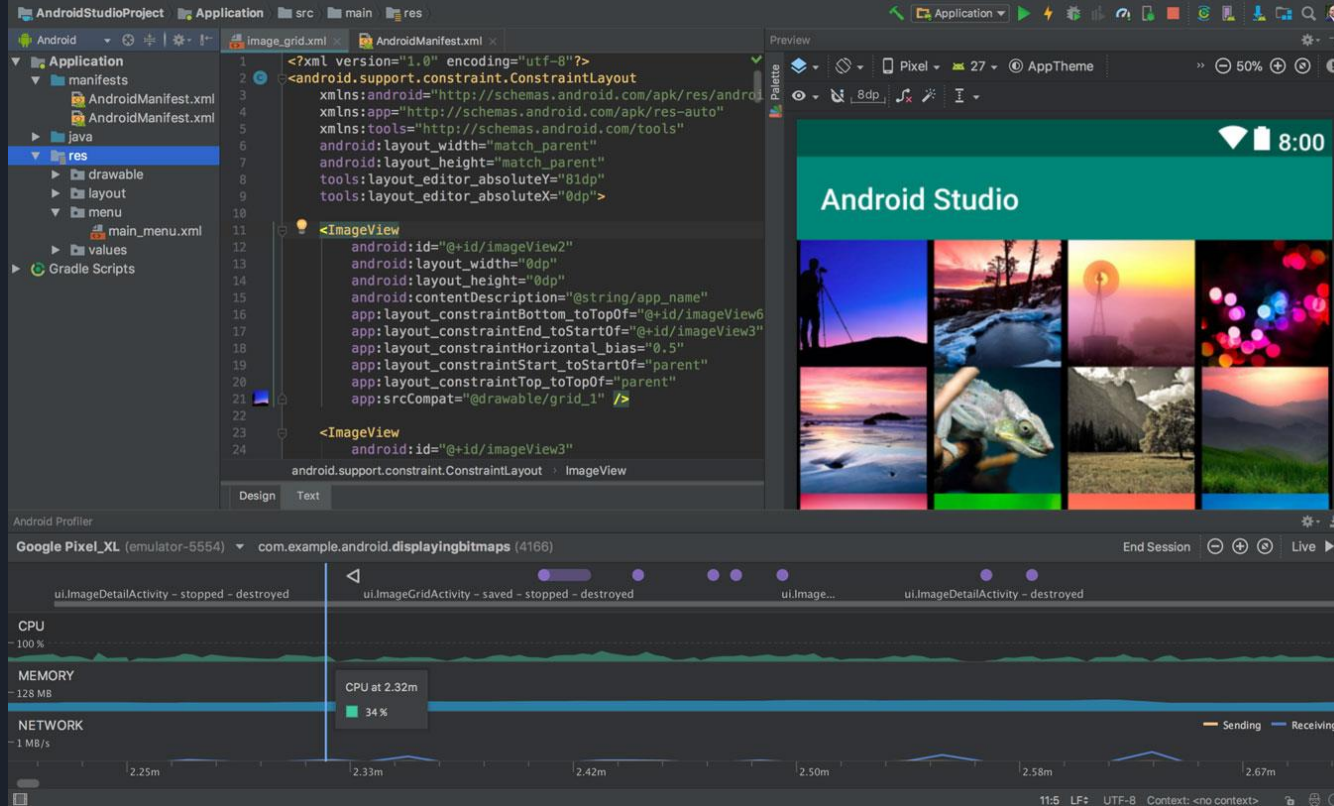 AndroidStudioProject Application src main res Application
Android
image_grid.xml AndroidManifest.xml
Application
manifests
AndroidManifest.xml
AndroidManifest.xml
java
res
drawable
layout
menu
main_menu.xml
values
Gradle Scripts
1 <?xml version="1.0" encoding="utf-8"?>
2 <android.support.constraint.ConstraintLayout
3 xmlns:android="http://schemas.android.com/apk/res/androi
4 xmlns:app="http://schemas.android.com/apk/res-auto"
5 xmlns:tools="http://schemas.android.com/tools"
6 android:layout_width="match_parent"
7 android:layout_height="match_parent"
8 tools:layout_editor_absoluteY="81dp"
9 tools:layout_editor_absoluteX="0dp">
10
11 <ImageView
12 android:id="@+id/imageView2"
13 android:layout_width="0dp"
14 android:layout_height="0dp"
15 android:contentDescription="@string/app_name"
16 app:layout_constraintBottom_toTopOf="@+id/imageView6
17 app:layout_constraintEnd_toStartOf="@+id/imageView3"
18 app:layout_constraintHorizontal_bias="0.5"
19 app:layout_constraintStart_toStartOf="parent"
20 app:layout_constraintTop_toTopOf="parent"
21 app:srcCompat="@drawable/grid_1" />
22
23 <ImageView
24 android:id="@+id/imageView3"
android.support.constraint.ConstraintLayout › ImageView
Design Text
Preview
Palette
Pixel 27 AppTheme » 50%
8dp
8:00
Android Studio
Android Profiler
Google Pixel_XL (emulator-5554) com.example.android.displayingbitmaps (4166) End Session Live
ui.ImageDetailActivity – stopped – destroyed ui.ImageGridActivity – saved – stopped – destroyed ui.Image... ui.ImageDetailActivity – destroyed
CPU
100 %
MEMORY
128 MB
CPU at 2.32m
34 %
NETWORK
Sending Receiving
1 MB/s
2.25m 2.33m 2.42m 2.50m 2.58m 2.67m
11:5 LF÷ UTF-8 Context: <no context>